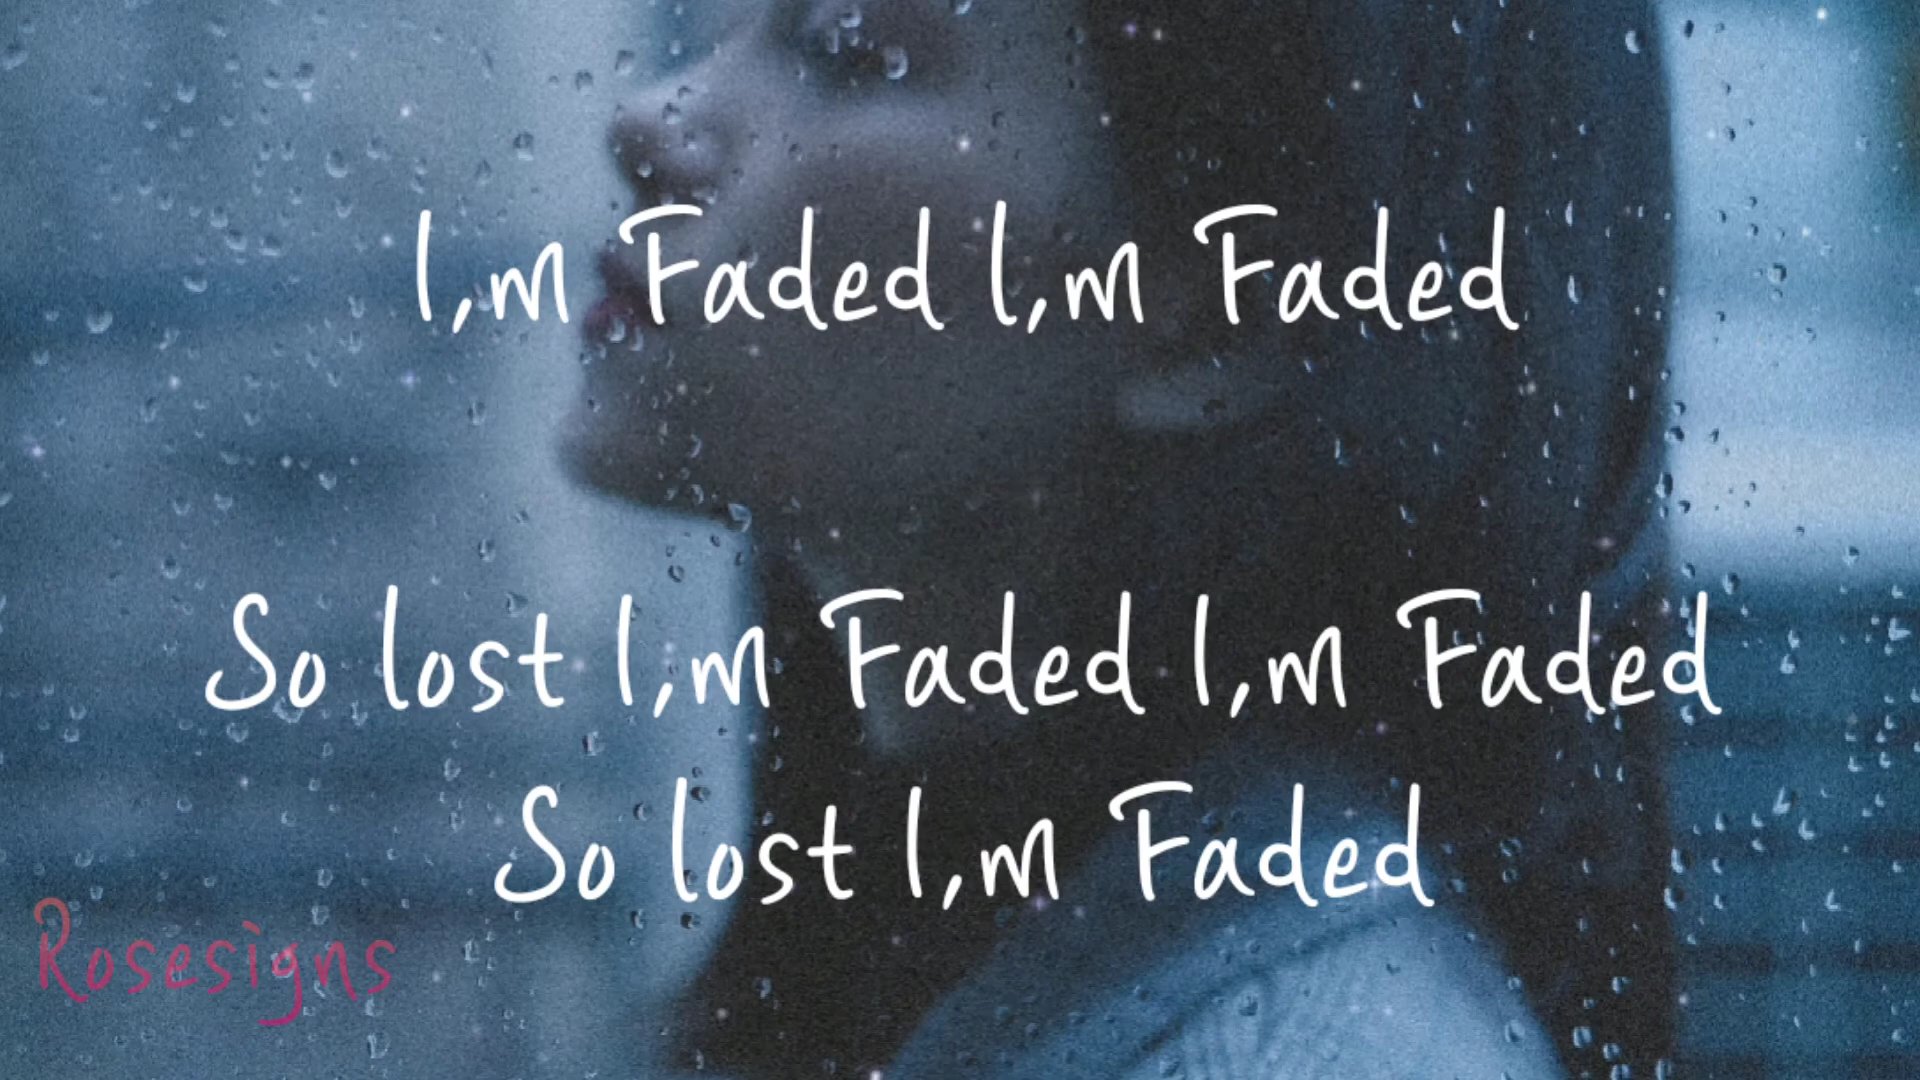 I,m Faded I,m Faded
So lost I,m Faded I,m Faded
So lost I,m Faded
Rosesigns